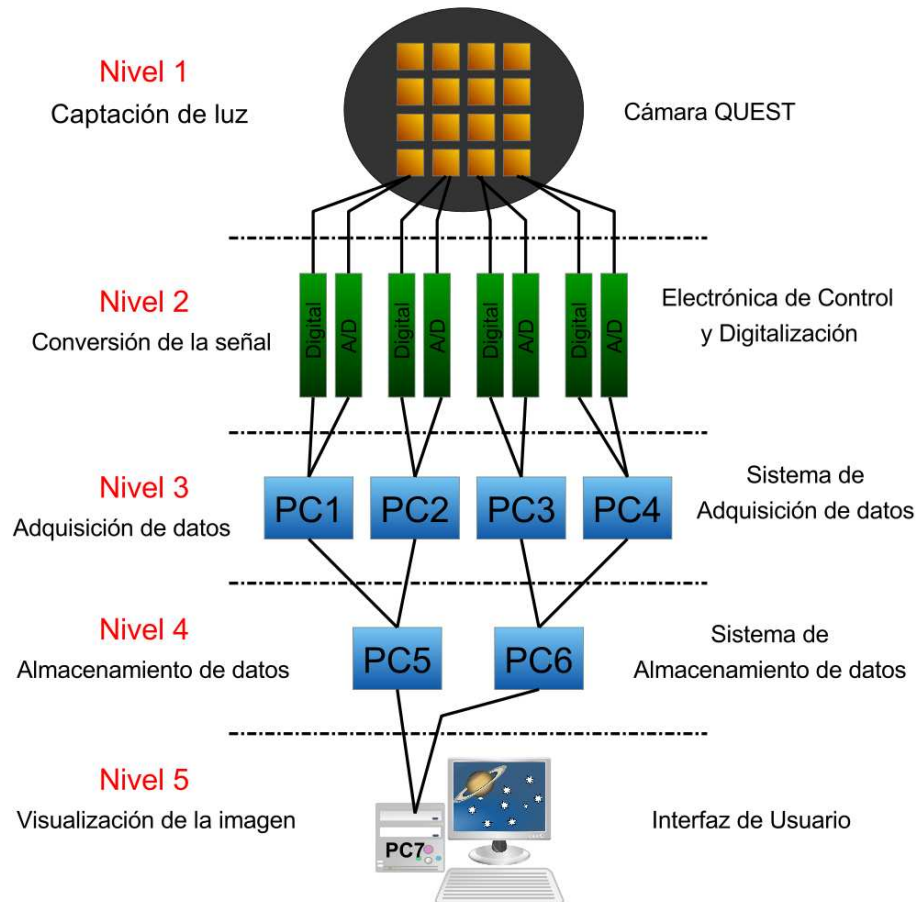 Nivel 1
Captación de luz
Cámara QUEST
Nivel 2
Conversión de la señal
Digital
A/D
Digital
A/D
Digital
A/D
Digital
A/D
Electrónica de Control
y Digitalización
Nivel 3
Adquisición de datos
PC1
PC2
PC3
PC4
Sistema de
Adquisición de datos
Nivel 4
Almacenamiento de datos
PC5
PC6
Sistema de
Almacenamiento de datos
Nivel 5
Visualización de la imagen
PC7
Interfaz de Usuario